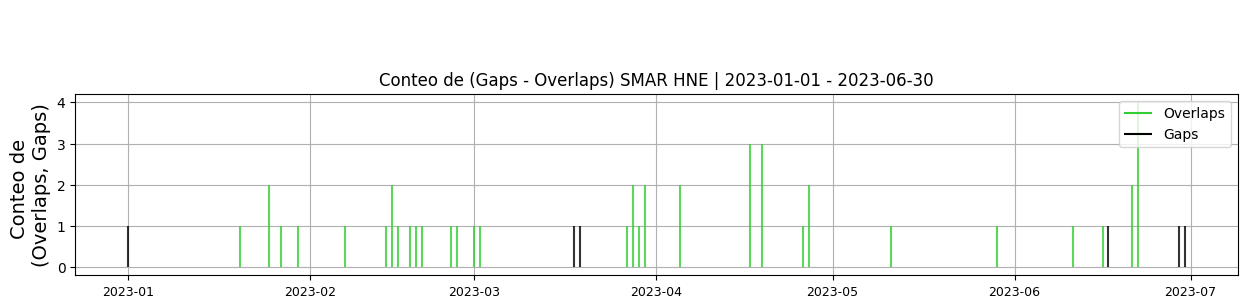 Conteo de (Gaps - Overlaps) SMAR HNE | 2023-01-01 - 2023-06-30
Conteo de
(Overlaps, Gaps)
4
3
2
1
0
Overlaps
Gaps
2023-01
2023-02
2023-03
2023-04
2023-05
2023-06
2023-07